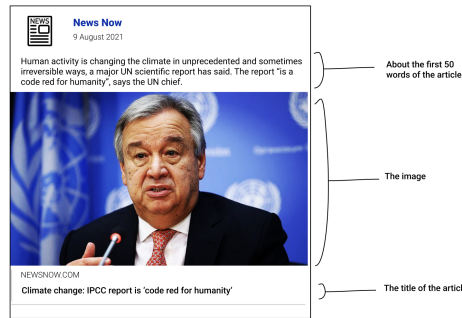 NEWS
News Now
9 August 2021
Human activity is changing the climate in unprecedented and sometimes
irreversible ways, a major UN scientific report has said. The report “is a
code red for humanity”, says the UN chief.
About the first 50
words of the article
The image
NEWSNOW.COM
Climate change: IPCC report is ‘code red for humanity’
The title of the articl